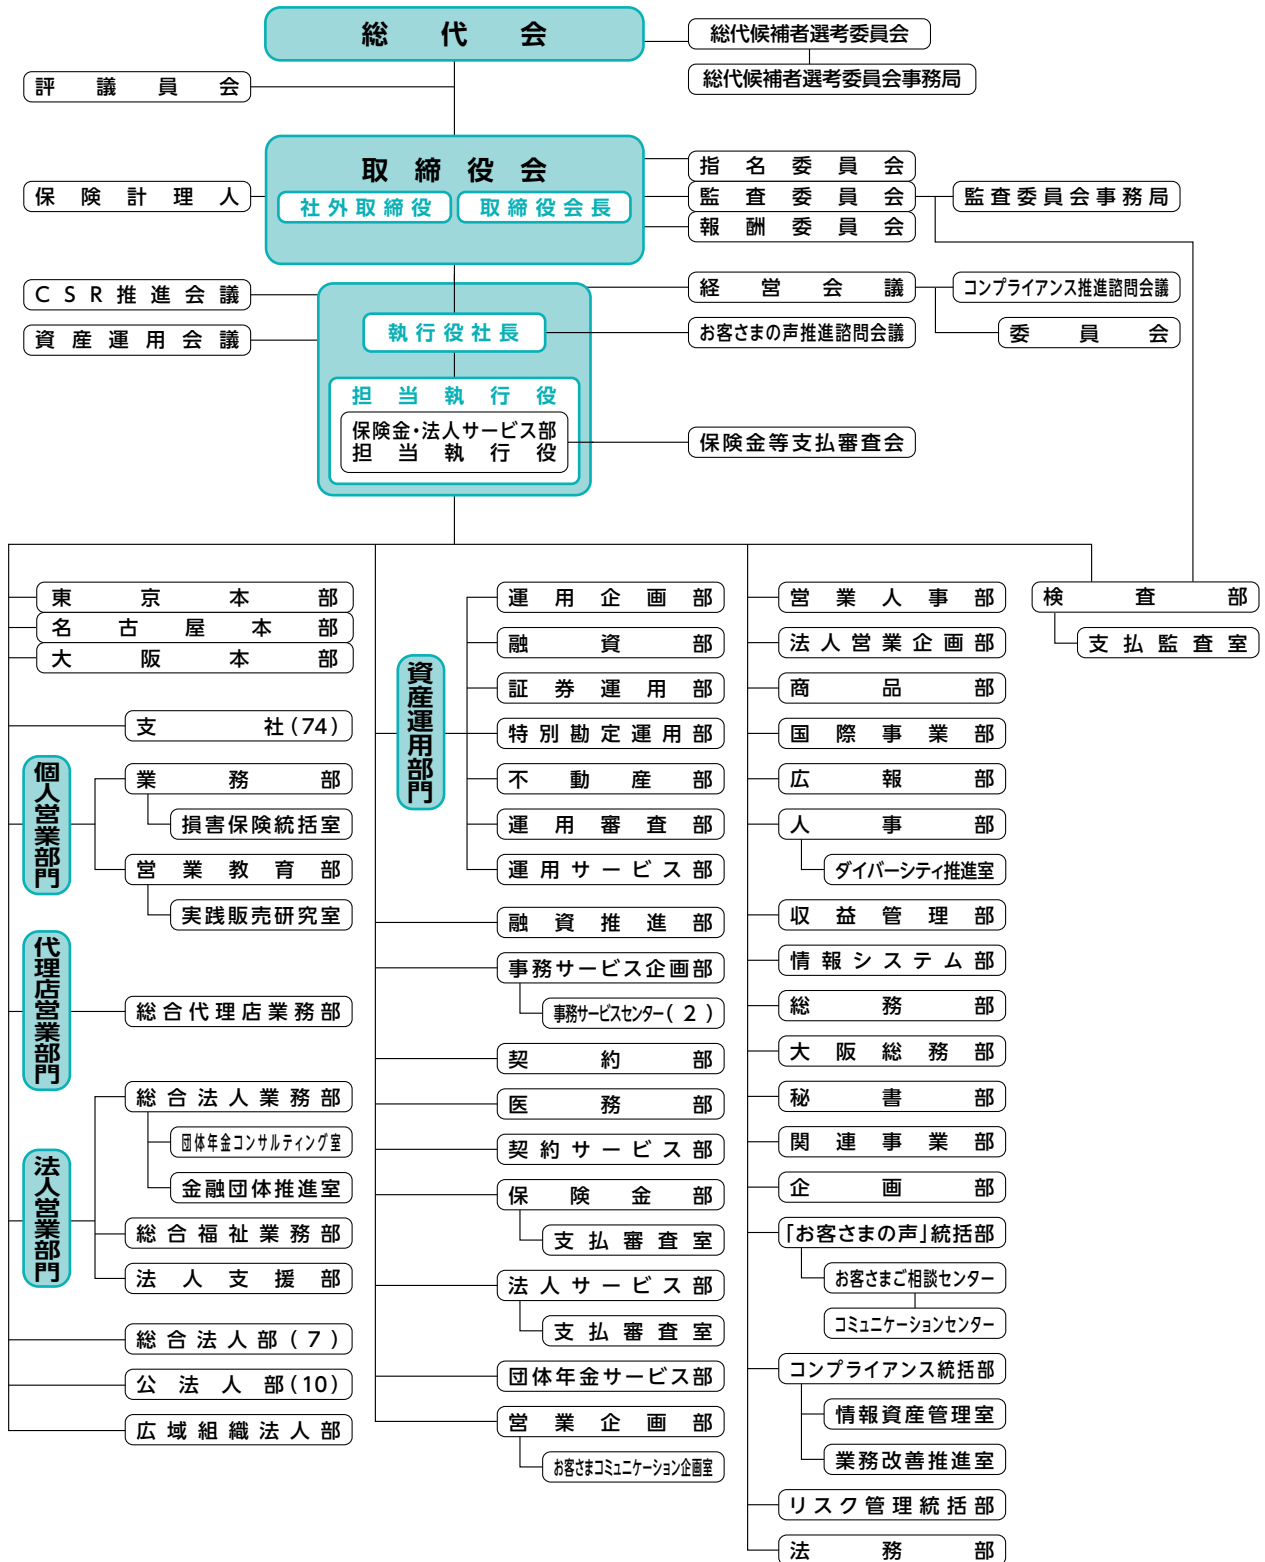 総代会
総代候補者選考委員会
総代候補者選考委員会事務局
評議員会
取締役会
社外取締役
取締役会長
保険計理人
指名委員会
監査委員会
報酬委員会
監査委員会事務局
CSR推進会議
資産運用会議
執行役社長
経営会議
コンプライアンス推進諮問会議
お客さまの声推進諮問会議
委員会
担当執行役
保険金・法人サービス部
担当執行役
保険金等支払審査会
東京本部
名古屋本部
大阪本部
支社(74)
個人営業部門
業務部
損害保険統括室
営業教育部
実践販売研究室
代理店営業部門
総合代理店業務部
法人営業部門
総合法人業務部
団体年金コンサルティング室
金融団体推進室
総合福祉業務部
法人支援部
総合法人部(7)
公法人部(10)
広域組織法人部
資産運用部門
運用企画部
融資部
証券運用部
特別勘定運用部
不動産部
運用審査部
運用サービス部
融資推進部
事務サービス企画部
事務サービスセンター(2)
契約部
医務部
契約サービス部
保険金部
支払審査室
法人サービス部
支払審査室
団体年金サービス部
営業企画部
お客さまコミュニケーション企画室
営業人事部
法人営業企画部
商品部
国際事業部
広報部
人事部
ダイバーシティ推進室
収益管理部
情報システム部
総務部
大阪総務部
秘書部
関連事業部
企画部
「お客さまの声」統括部
お客さまご相談センター
コミュニケーションセンター
コンプライアンス統括部
情報資産管理室
業務改善推進室
リスク管理統括部
法務部
検査部
支払監査室